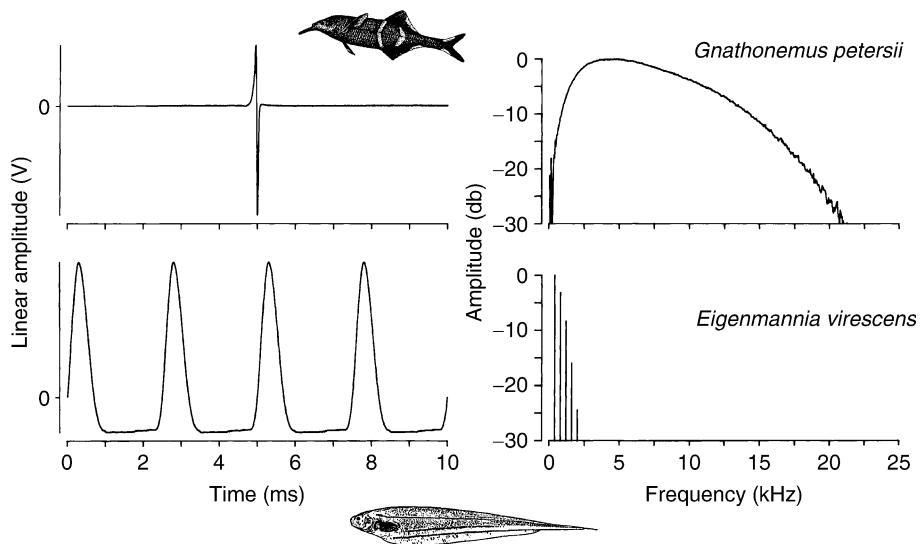 Gnathonemus petersii
0
Linear amplitude (V)
0
–10
–20
–30
Amplitude (db)
0
0
–10
–20
–30
Eigenmannia virescens
0 2 4 6 8 10
Time (ms)
0 5 10 15 20 25
Frequency (kHz)